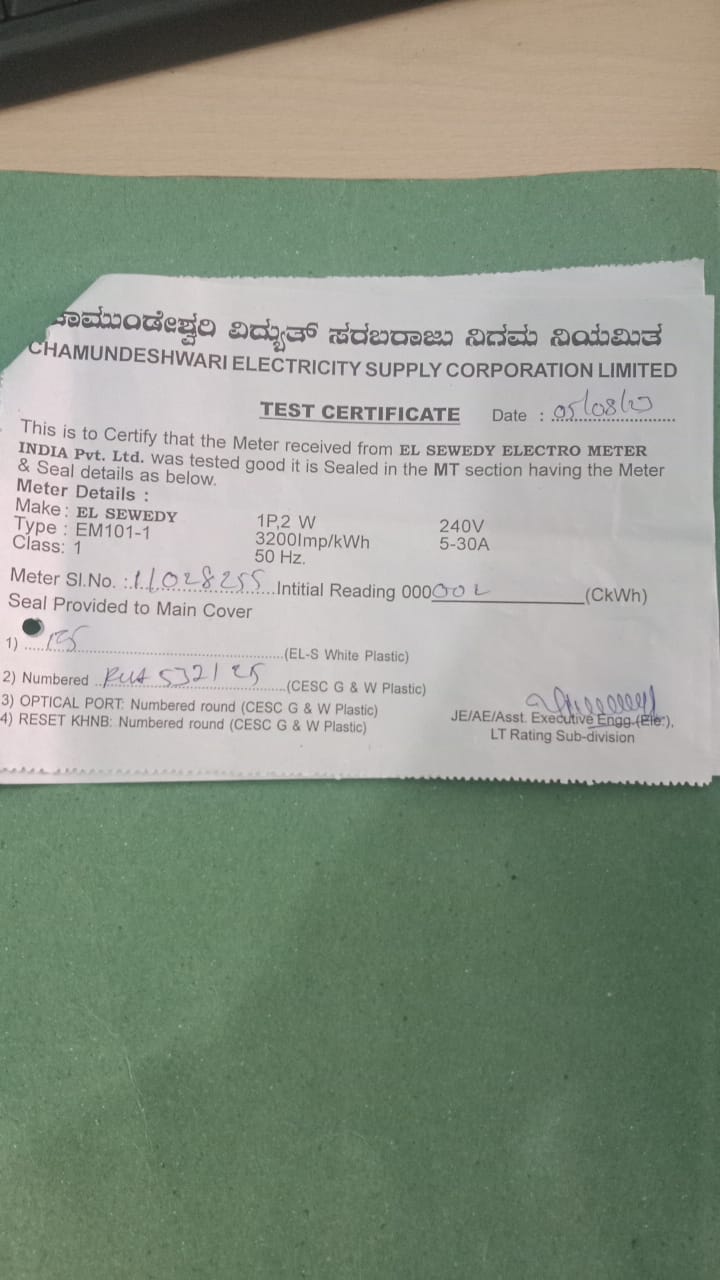 ಚಾಮುಂಡೇಶ್ವರಿ ವಿದ್ಯುತ್ ಸರಬರಾಜು ನಿಗಮ ನಿಯಮಿತ
CHAMUNDESHWARI ELECTRICITY SUPPLY CORPORATION LIMITED
TEST CERTIFICATE Date : 05/08/
This is to Certify that the Meter received from EL SEWEDY ELECTRO METER
INDIA Pvt. Ltd. was tested good it is Sealed in the MT section having the Meter
& Seal details as below.
Meter Details :
Make : EL SEWEDY 1P,2 W 240V
Type : EM101-1 3200Imp/kWh 5-30A
Class: 1 50 Hz.
Meter Sl.No. : 11028255 Intitial Reading 000002 (CkWh)
Seal Provided to Main Cover
1) (EL-S White Plastic)
2) Numbered (CESC G & W Plastic)
3) OPTICAL PORT: Numbered round (CESC G & W Plastic)
4) RESET KHNB: Numbered round (CESC G & W Plastic)
JE/AE/Asst. Executive Engg.(Ele.),
LT Rating Sub-division